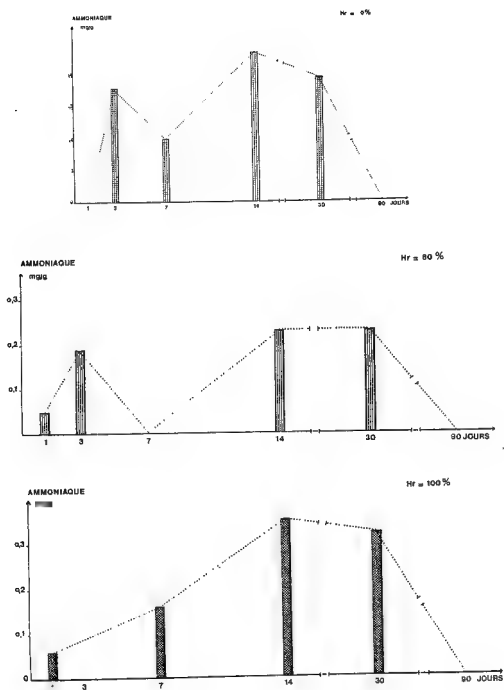 Hr = 0%
AMMONIAQUE
mg/g
1 3 7 14 30 90 JOURS
AMMONIAQUE
Hr = 60 %
mg/g
0,3
0,2
0,1
1 3 7 14 30 90 JOURS
AMMONIAQUE
Hr = 100 %
0,3
0,2
0,1
0
3 7 14 30 90 JOURS